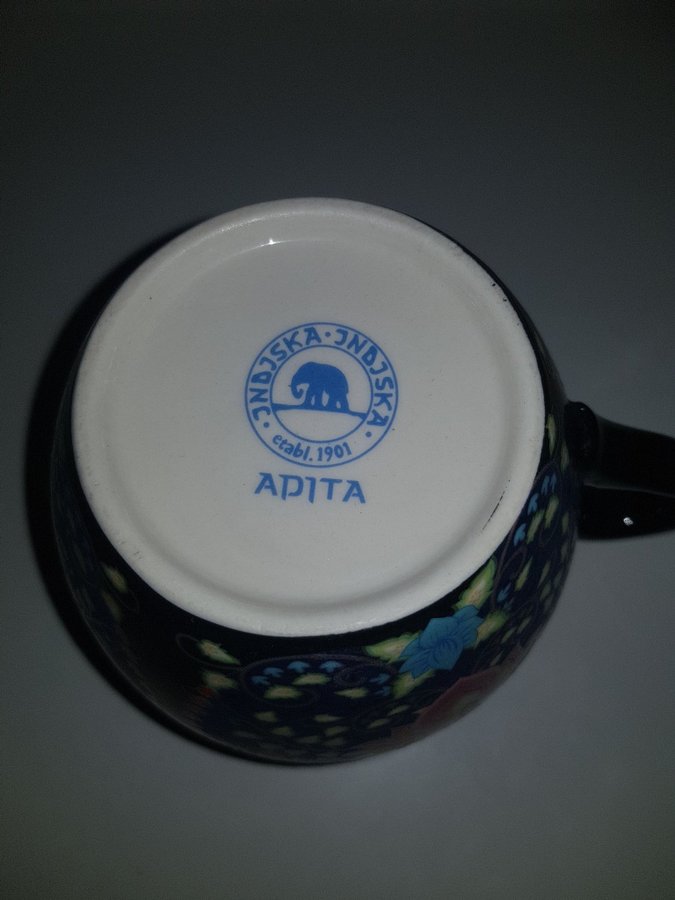 INDISKA · INDISKA ·
etabl. 1901
ADITA